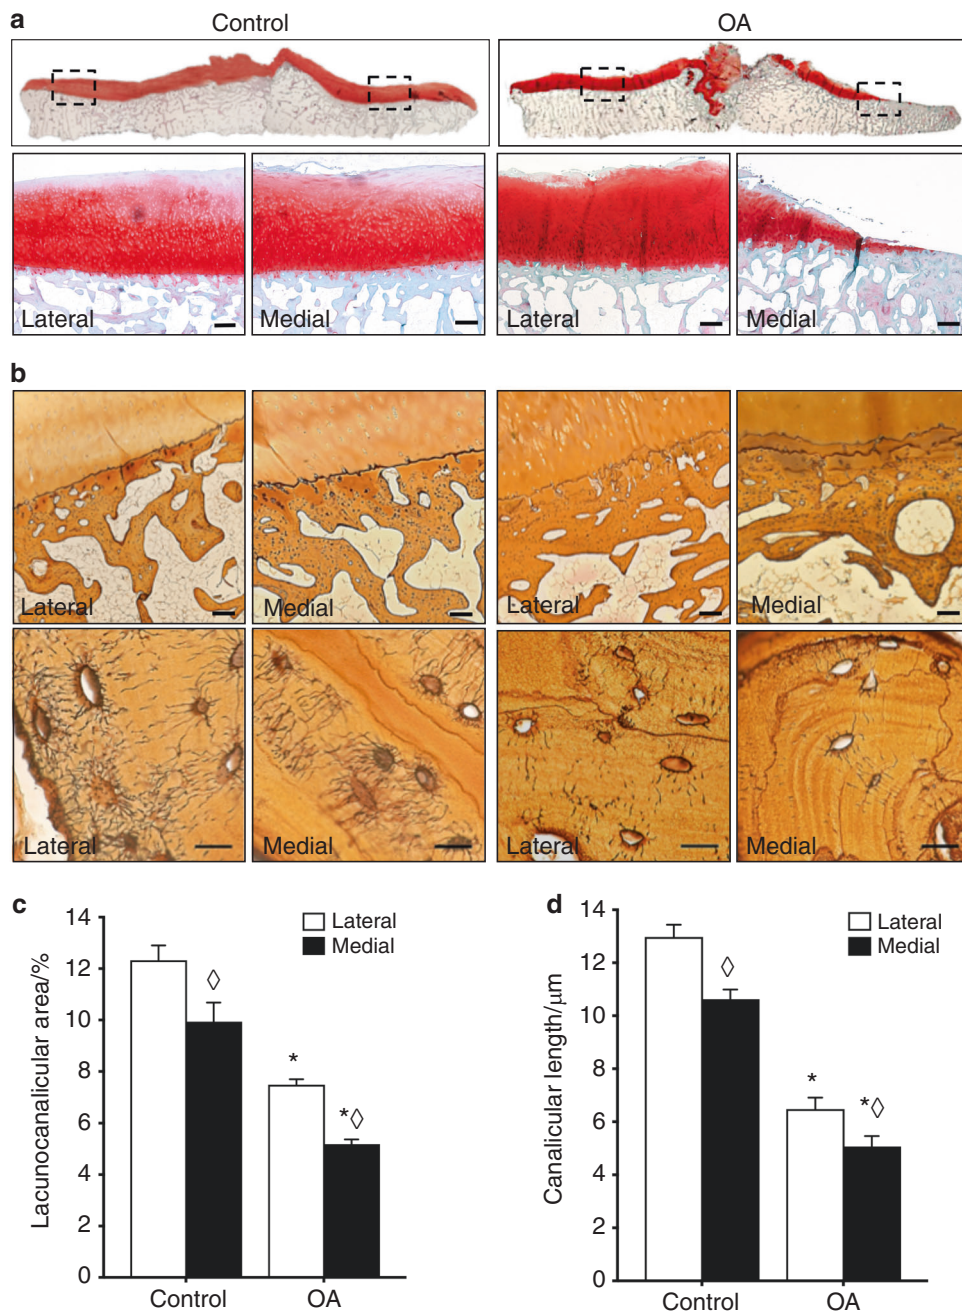 a
Control OA
Lateral Medial Lateral Medial
b
Lateral Medial Lateral Medial
Lateral Medial Lateral Medial
c
14
12
10
8
6
4
2
0
Lacunocanalicular area/%
Lateral
Medial
◊
*
*◊
Control OA
d
14
12
10
8
6
4
2
0
Canalicular length/μm
Lateral
Medial
◊
*
*◊
Control OA